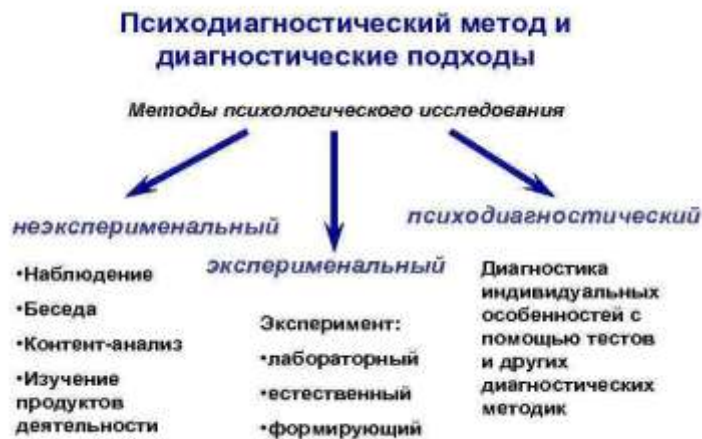 Психодиагностический метод и
диагностические подходы
Методы психологического исследования
неэксперименальный
•Наблюдение
•Беседа
•Контент-анализ
•Изучение
продуктов
деятельности
эксперименальный
Эксперимент:
•лабораторный
•естественный
•формирующий
психодиагностический
Диагностика
индивидуальных
особенностей с
помощью тестов
и других
диагностических
методик